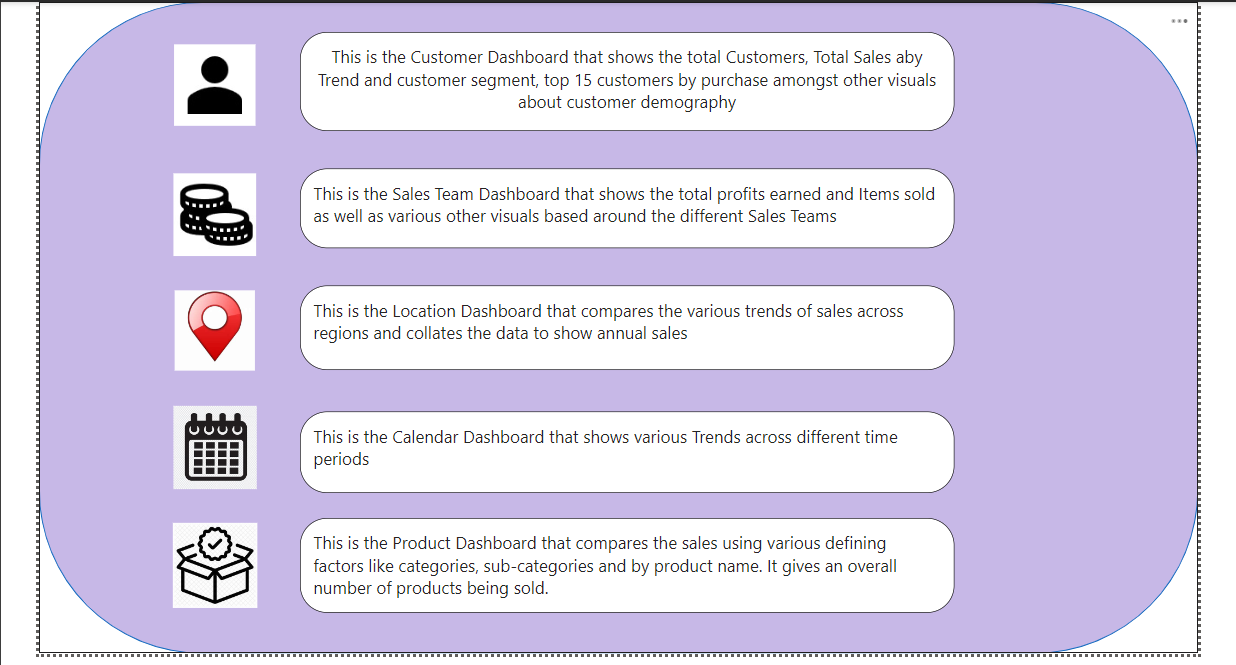 This is the Customer Dashboard that shows the total Customers, Total Sales aby
Trend and customer segment, top 15 customers by purchase amongst other visuals
about customer demography
This is the Sales Team Dashboard that shows the total profits earned and Items sold
as well as various other visuals based around the different Sales Teams
This is the Location Dashboard that compares the various trends of sales across
regions and collates the data to show annual sales
This is the Calendar Dashboard that shows various Trends across different time
periods
This is the Product Dashboard that compares the sales using various defining
factors like categories, sub-categories and by product name. It gives an overall
number of products being sold.